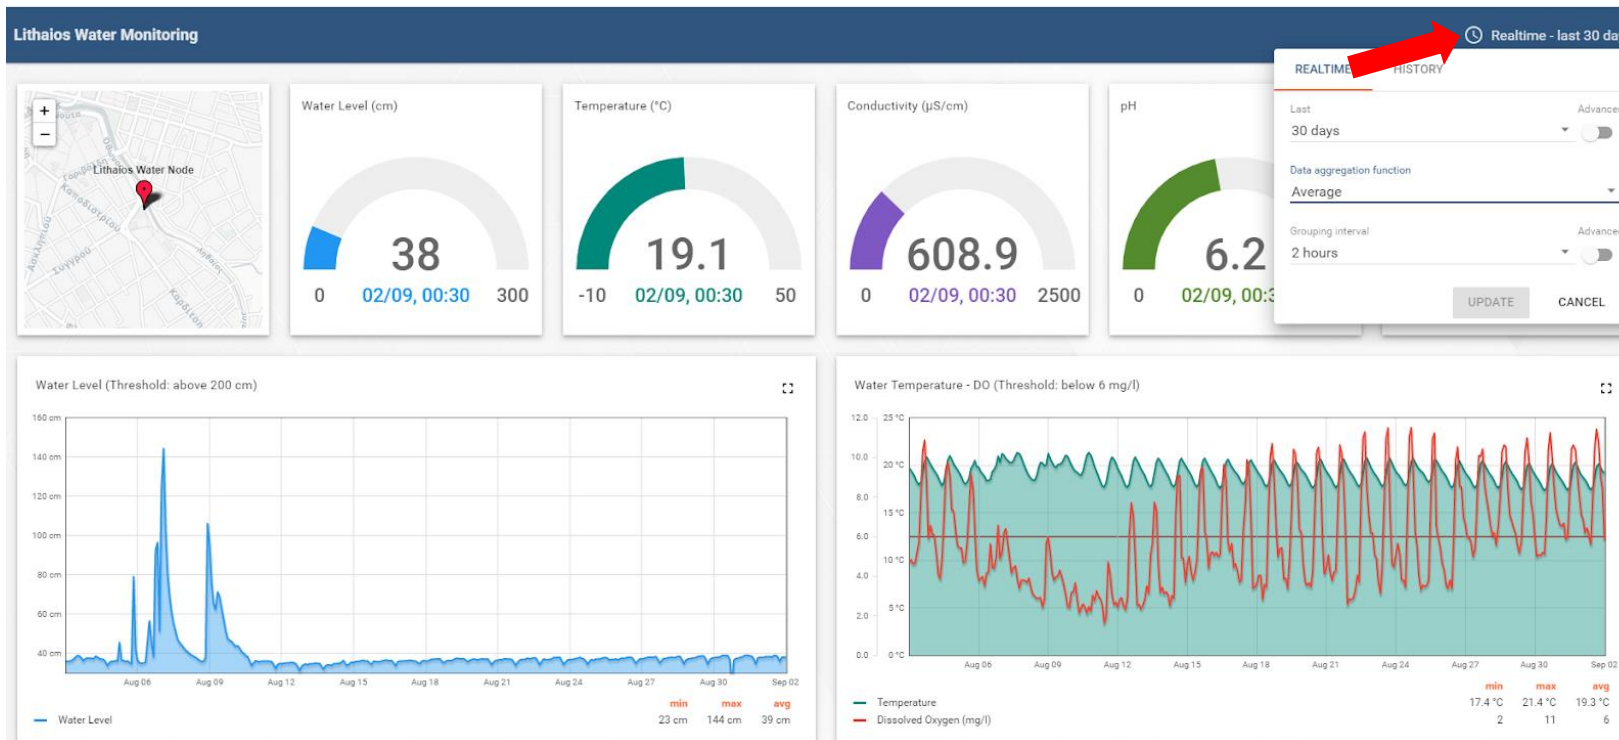 Lithaios Water Monitoring
Realtime - last 30 da
REALTIME
HISTORY
Last
Advanced
30 days
Data aggregation function
Average
Grouping interval
Advanced
2 hours
UPDATE
CANCEL
+
−
Lithaios Water Node
Water Level (cm)
38
0
02/09, 00:30
300
Temperature (°C)
19.1
-10
02/09, 00:30
50
Conductivity (μS/cm)
608.9
0
02/09, 00:30
2500
pH
6.2
0
02/09, 00:3
Water Level (Threshold: above 200 cm)
160 cm
140 cm
120 cm
100 cm
80 cm
60 cm
40 cm
Aug 06
Aug 09
Aug 12
Aug 15
Aug 18
Aug 21
Aug 24
Aug 27
Aug 30
Sep 02
min max avg
Water Level 23 cm 144 cm 39 cm
Water Temperature - DO (Threshold: below 6 mg/l)
12.0 25 °C
10.0 20 °C
8.0
15 °C
6.0
10 °C
4.0
5 °C
2.0
0.0 0 °C
Aug 06
Aug 09
Aug 12
Aug 15
Aug 18
Aug 21
Aug 24
Aug 27
Aug 30
Sep 02
min max avg
Temperature 17.4 °C 21.4 °C 19.3 °C
Dissolved Oxygen (mg/l) 2 11 6